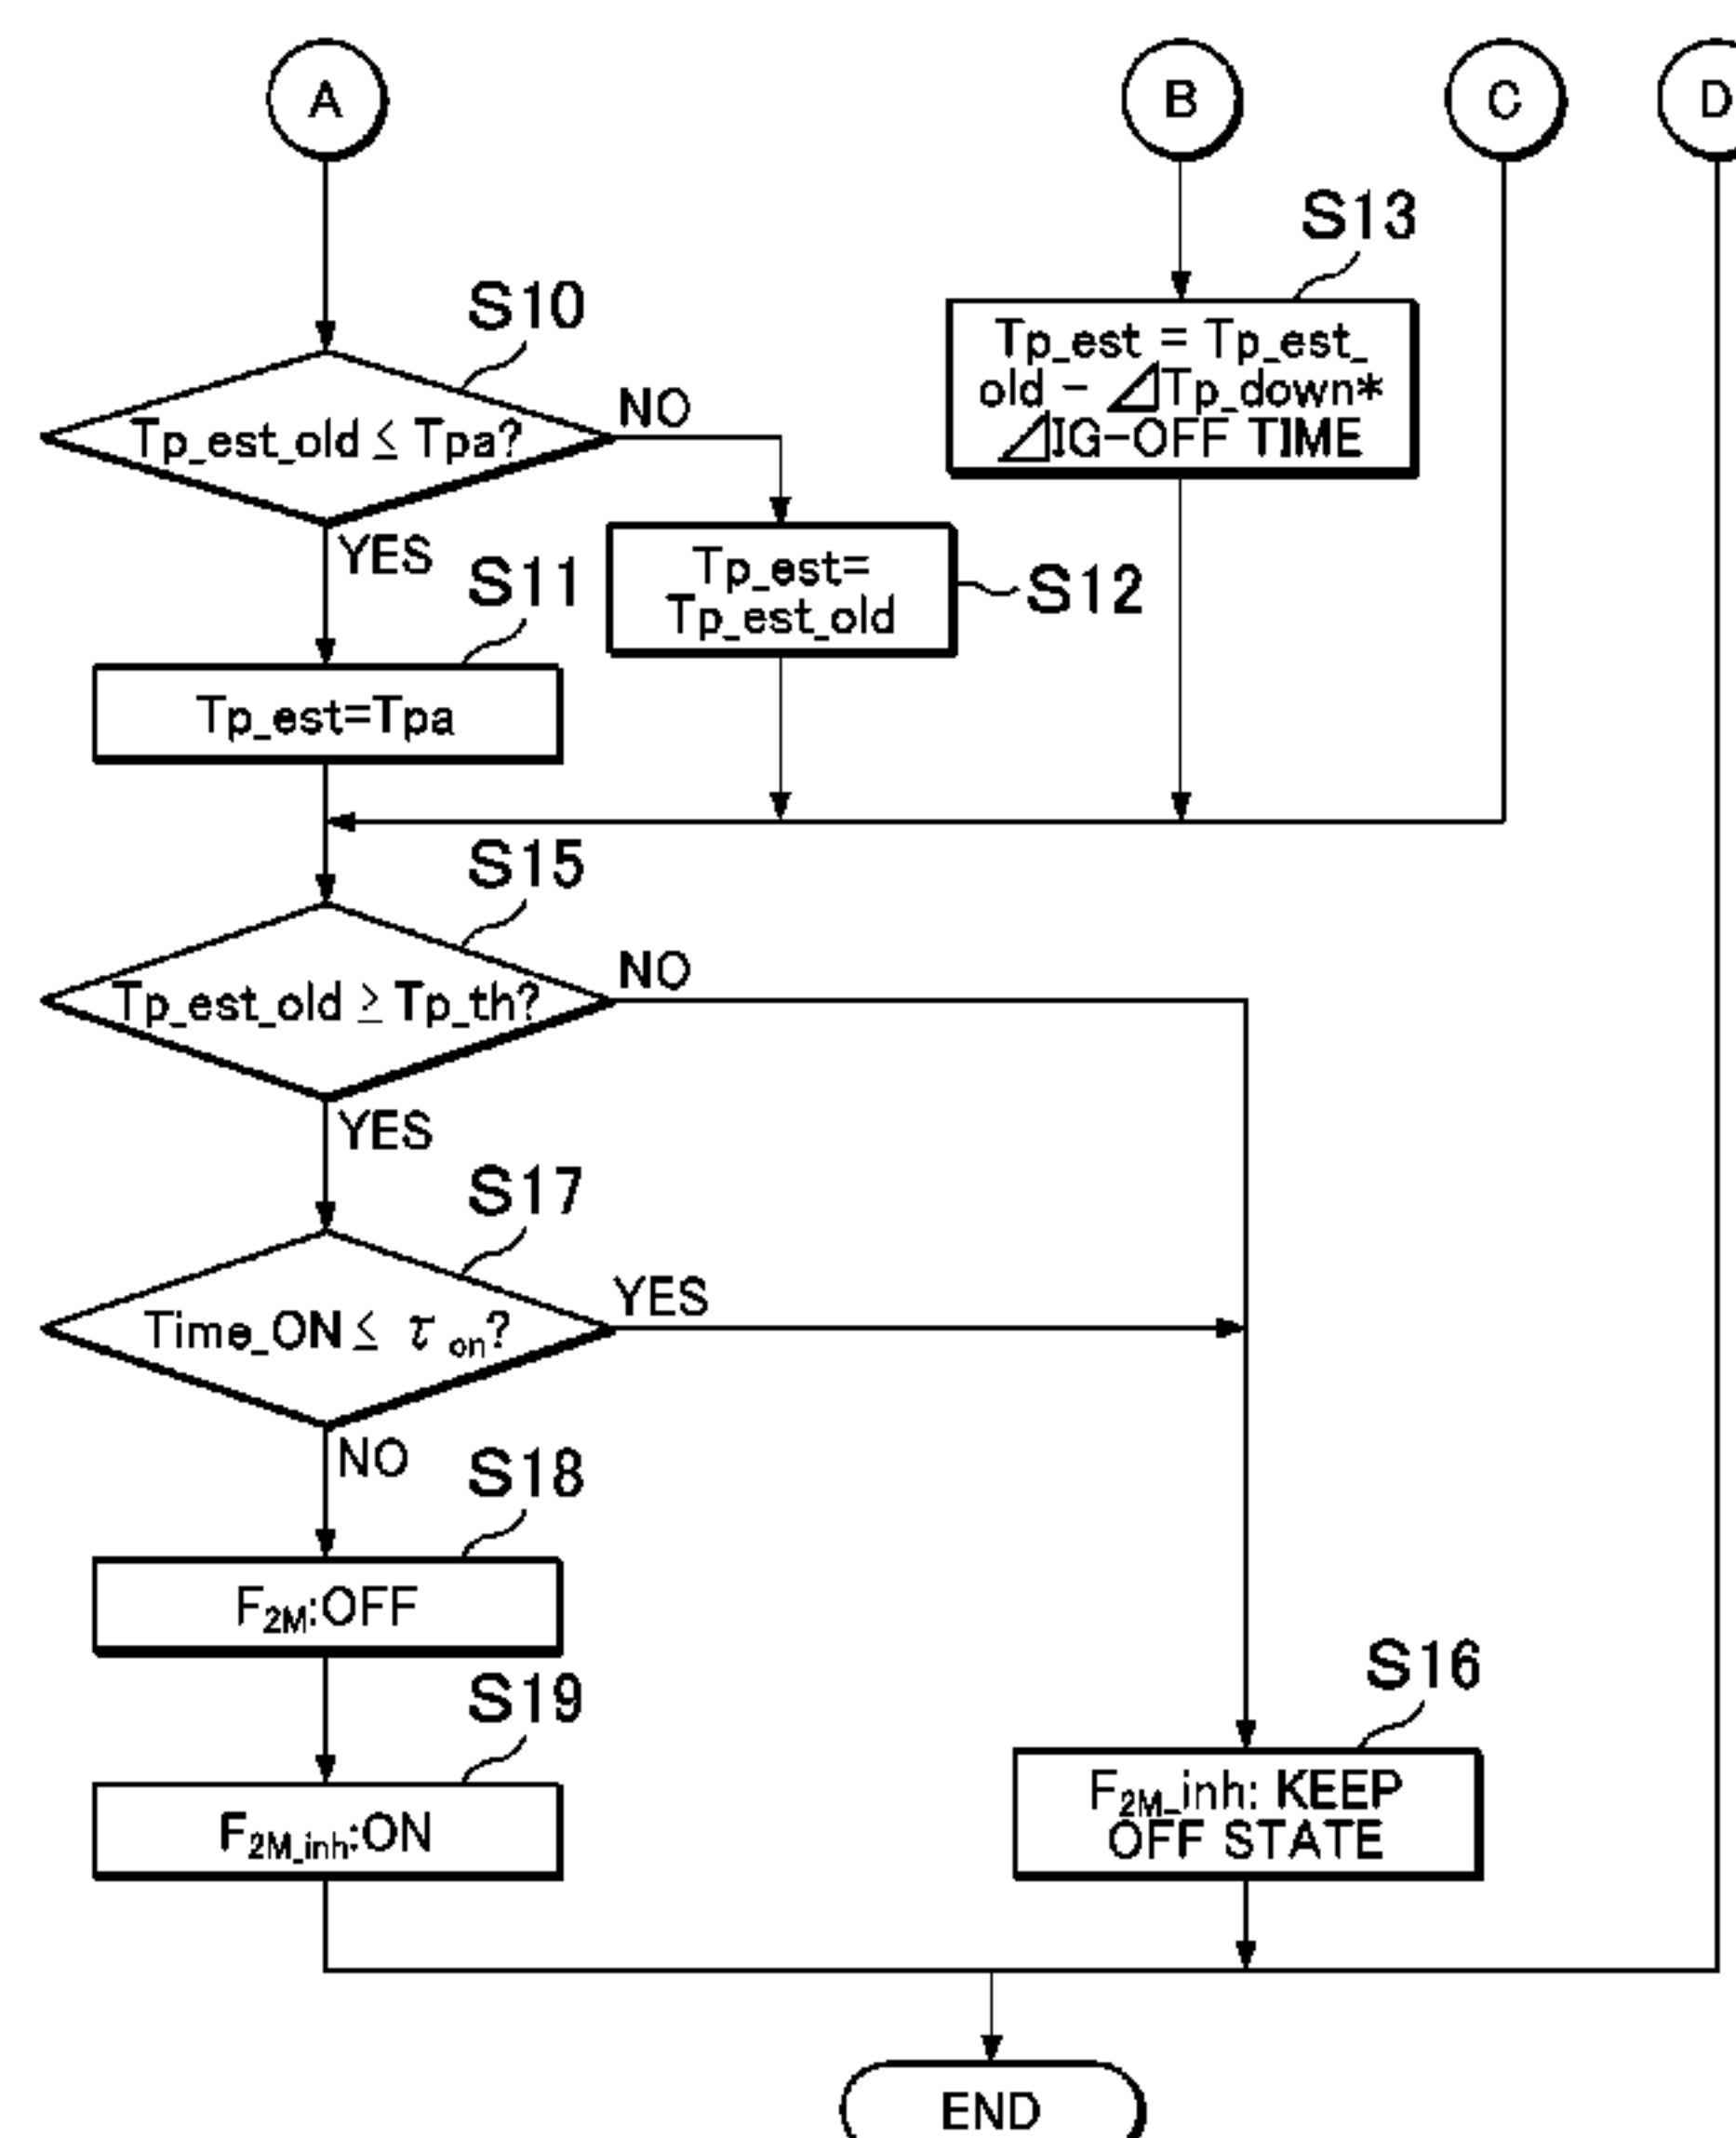 A
B
C
D
S13
Tp_est = Tp_est_
old - ⊿Tp_down*
⊿IG-OFF TIME
S10
Tp_est_old ≤ Tpa?
NO
YES
S12
Tp_est=
Tp_est_old
S11
Tp_est=Tpa
S15
Tp_est_old ≥ Tp_th?
NO
YES
S17
Time_ON ≤ τ on?
YES
NO
S18
F2M:OFF
S19
F2M_inh:ON
S16
F2M_inh: KEEP
OFF STATE
END